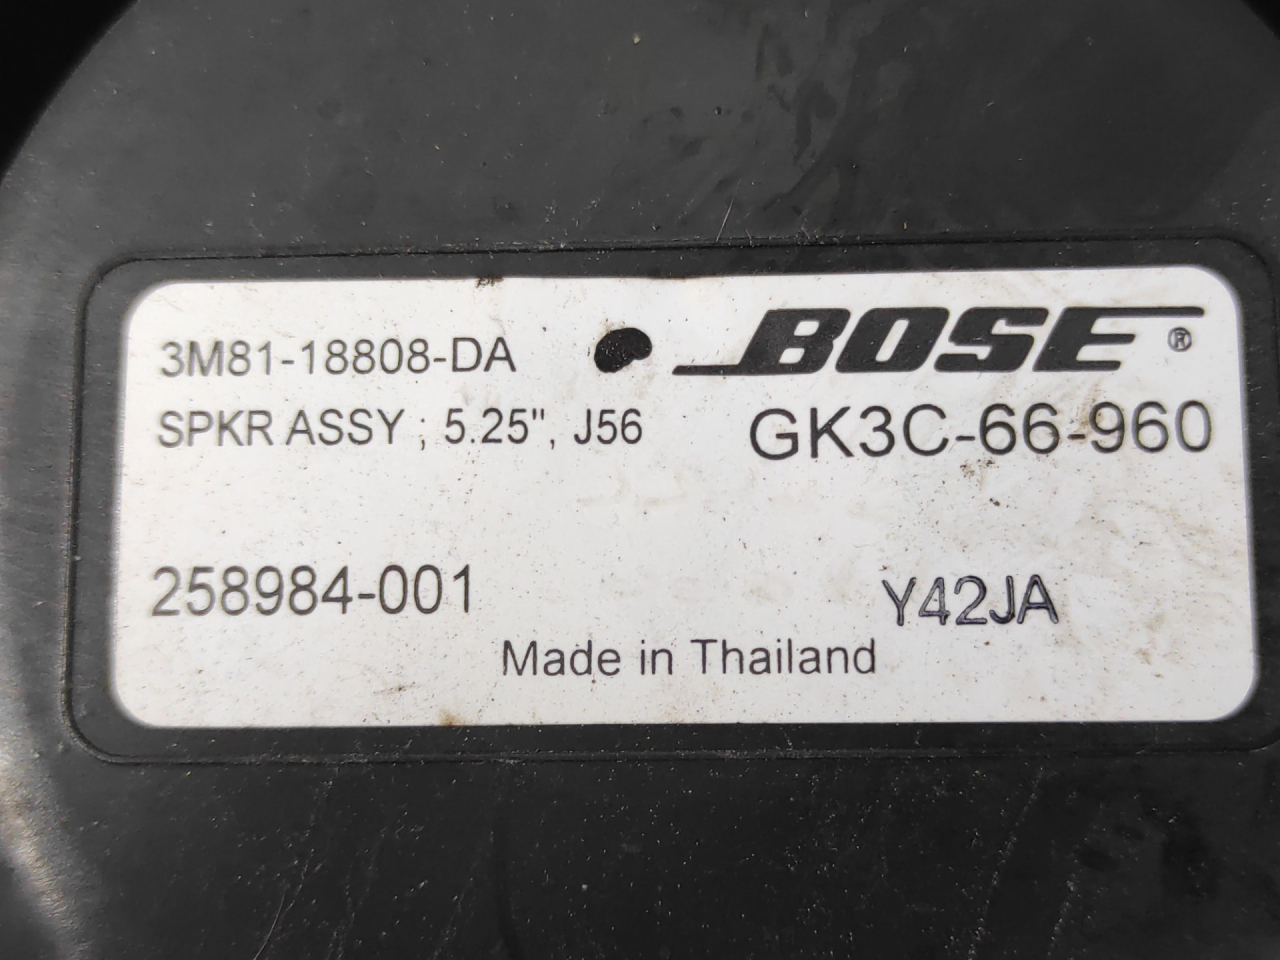 3M81-18808-DA BOSE®
SPKR ASSY ; 5.25", J56 GK3C-66-960
258984-001 Y42JA
Made in Thailand